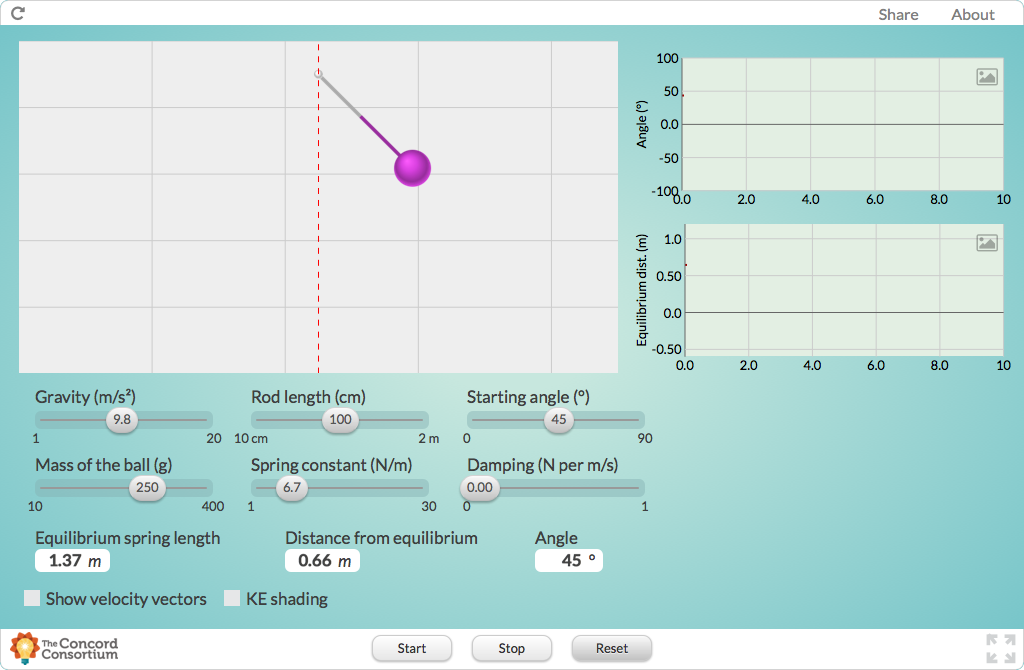 Share About
100
50
0.0
-50
-100
Angle (°)
0.0 2.0 4.0 6.0 8.0 10
1.0
0.50
0.0
-0.50
Equilibrium dist. (m)
0.0 2.0 4.0 6.0 8.0 10
Gravity (m/s²) Rod length (cm) Starting angle (°)
9.8 100 45
1 20 10 cm 2 m 0 90
Mass of the ball (g) Spring constant (N/m) Damping (N per m/s)
250 6.7 0.00
10 400 1 30 0 1
Equilibrium spring length Distance from equilibrium Angle
1.37 m 0.66 m 45 °
Show velocity vectors KE shading
The Concord
Consortium
Start Stop Reset